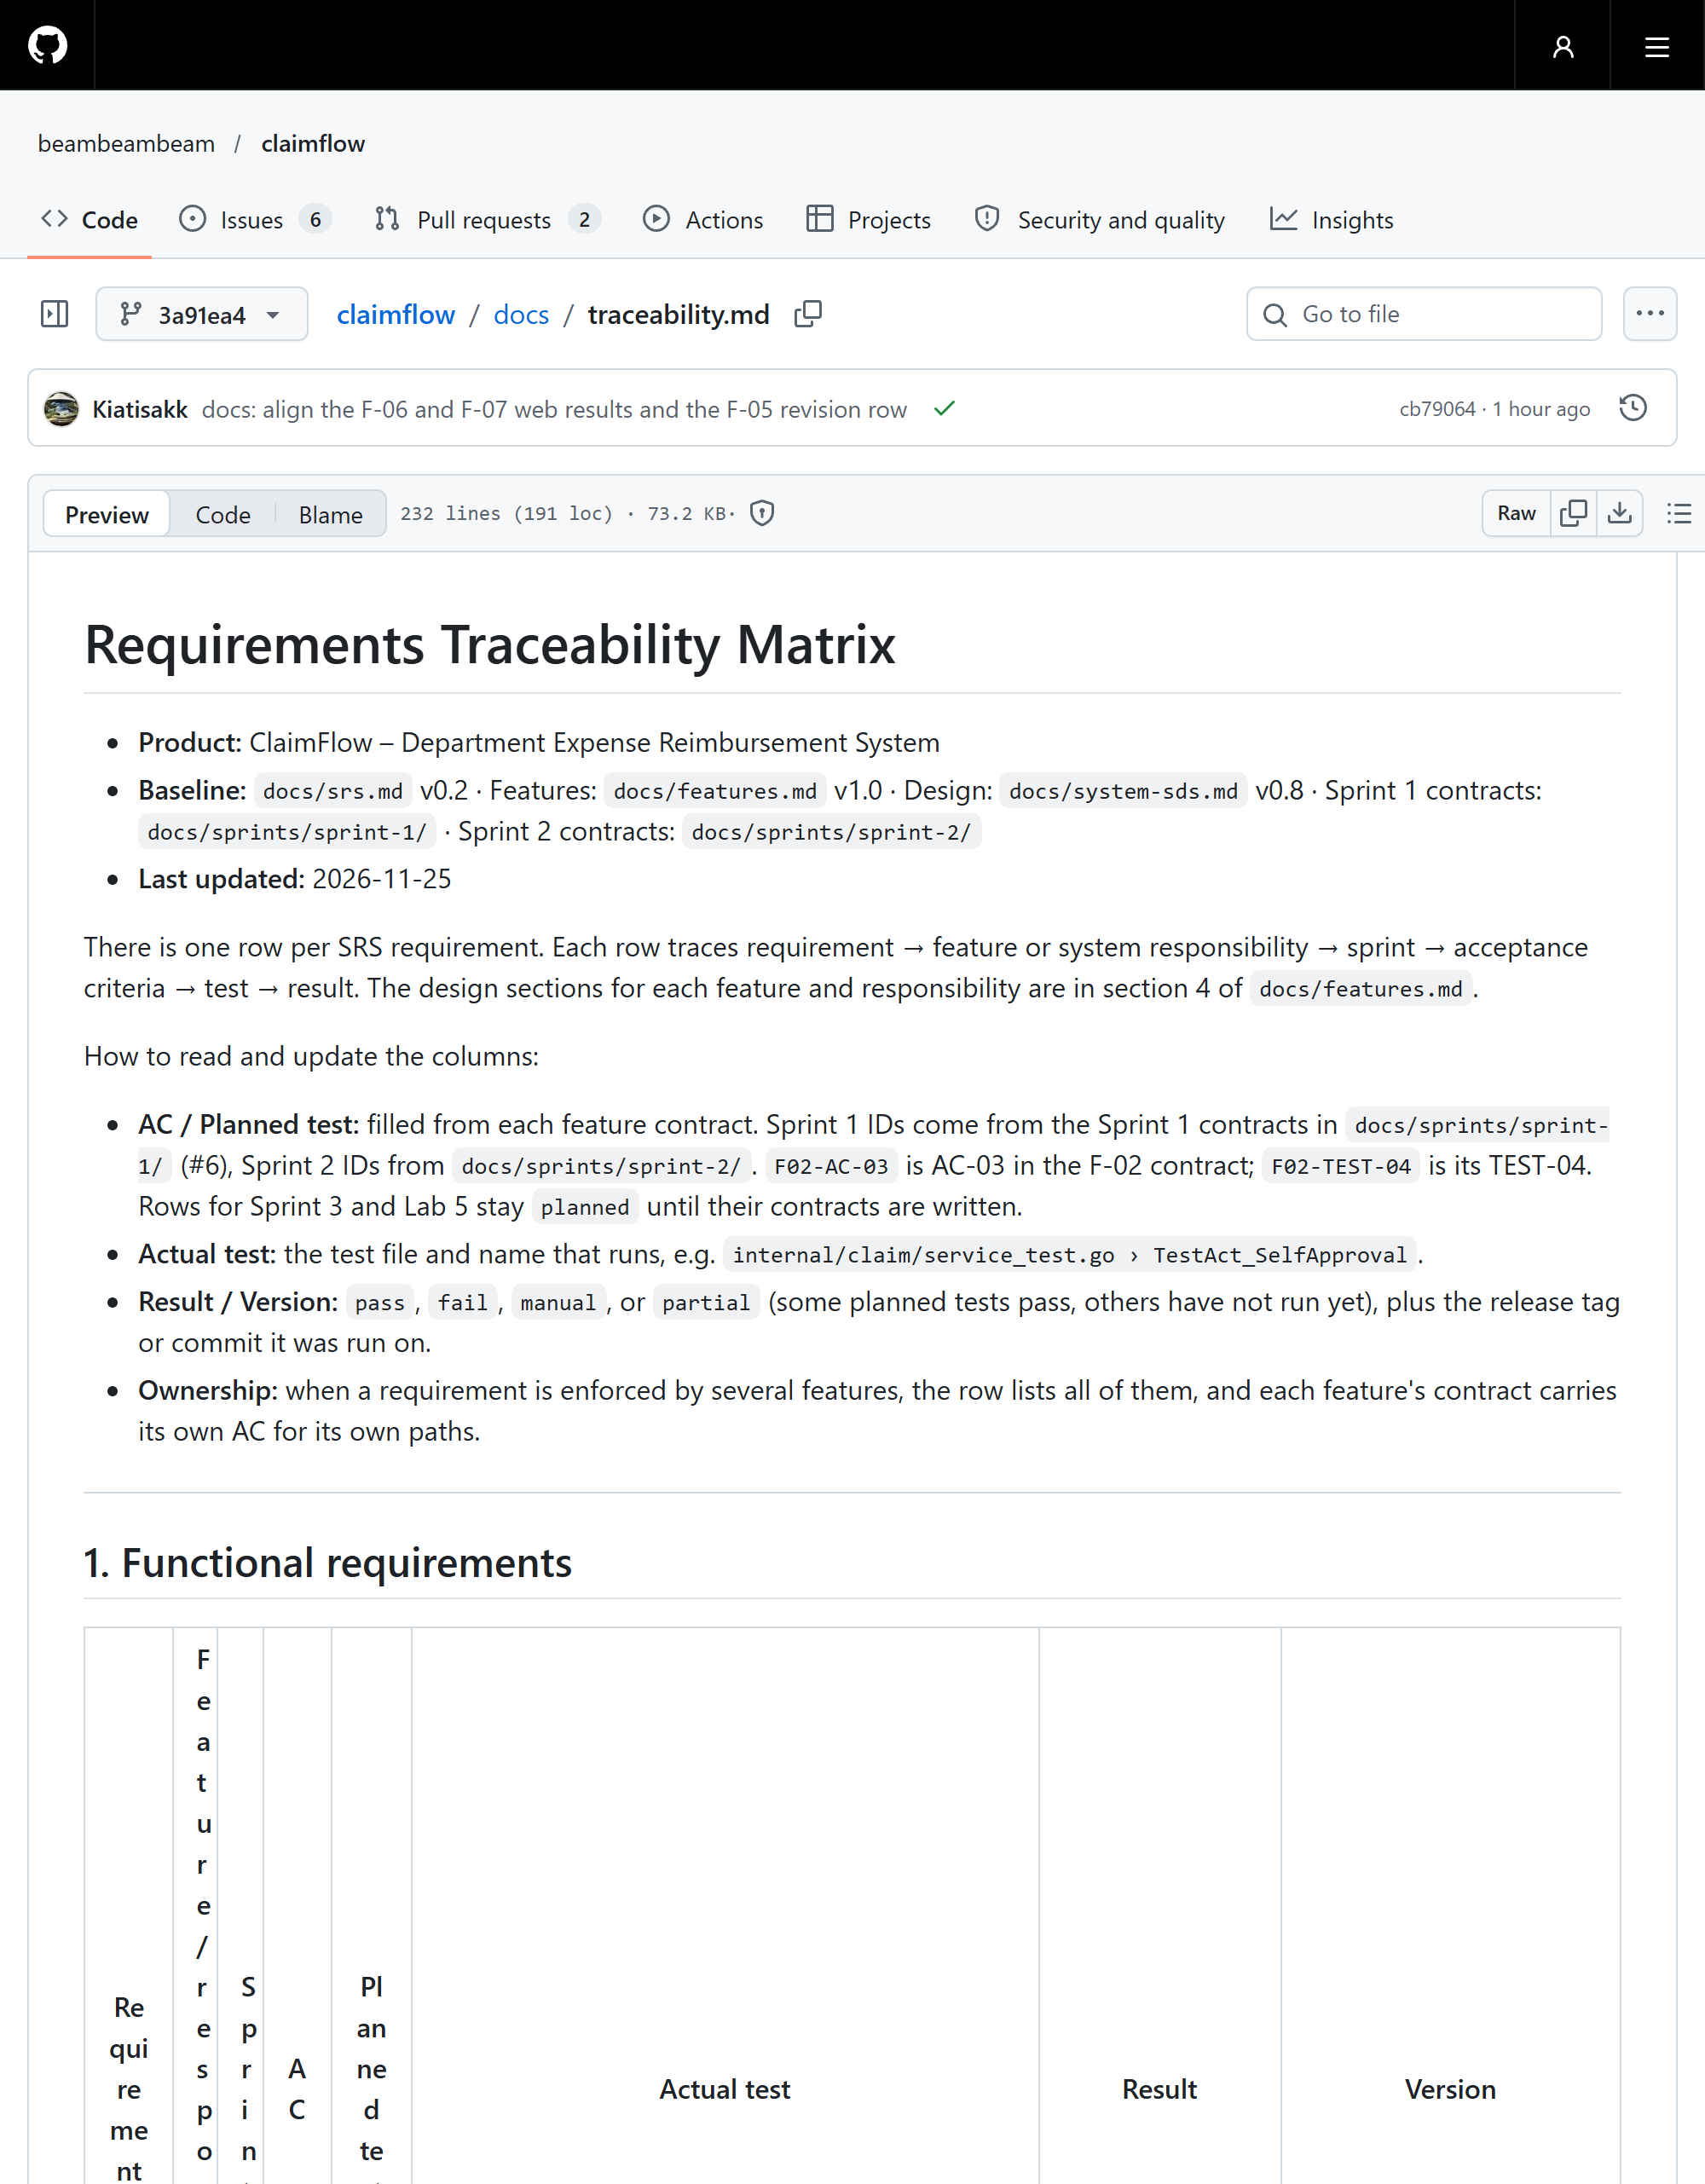 beambeambeam / claimflow
Code Issues 6 Pull requests 2 Actions Projects Security and quality Insights
3a91ea4 claimflow / docs / traceability.md Go to file
Kiatisakk docs: align the F-06 and F-07 web results and the F-05 revision row cb79064 · 1 hour ago
Preview Code Blame 232 lines (191 loc) · 73.2 KB· Raw
Requirements Traceability Matrix
Product: ClaimFlow – Department Expense Reimbursement System
Baseline: docs/srs.md v0.2 · Features: docs/features.md v1.0 · Design: docs/system-sds.md v0.8 · Sprint 1 contracts:
docs/sprints/sprint-1/ · Sprint 2 contracts: docs/sprints/sprint-2/
Last updated: 2026-11-25
There is one row per SRS requirement. Each row traces requirement → feature or system responsibility → sprint → acceptance
criteria → test → result. The design sections for each feature and responsibility are in section 4 of docs/features.md.
How to read and update the columns:
AC / Planned test: filled from each feature contract. Sprint 1 IDs come from the Sprint 1 contracts in docs/sprints/sprint-
1/ (#6), Sprint 2 IDs from docs/sprints/sprint-2/. F02-AC-03 is AC-03 in the F-02 contract; F02-TEST-04 is its TEST-04.
Rows for Sprint 3 and Lab 5 stay planned until their contracts are written.
Actual test: the test file and name that runs, e.g. internal/claim/service_test.go › TestAct_SelfApproval.
Result / Version: pass, fail, manual, or partial (some planned tests pass, others have not run yet), plus the release tag
or commit it was run on.
Ownership: when a requirement is enforced by several features, the row lists all of them, and each feature's contract carries
its own AC for its own paths.
1. Functional requirements
Re
qui
re
me
nt
F
e
a
t
u
r
e
/
r
e
s
p
o
S
p
r
i
n
A
C
Pl
an
ne
d
te
Actual test
Result
Version